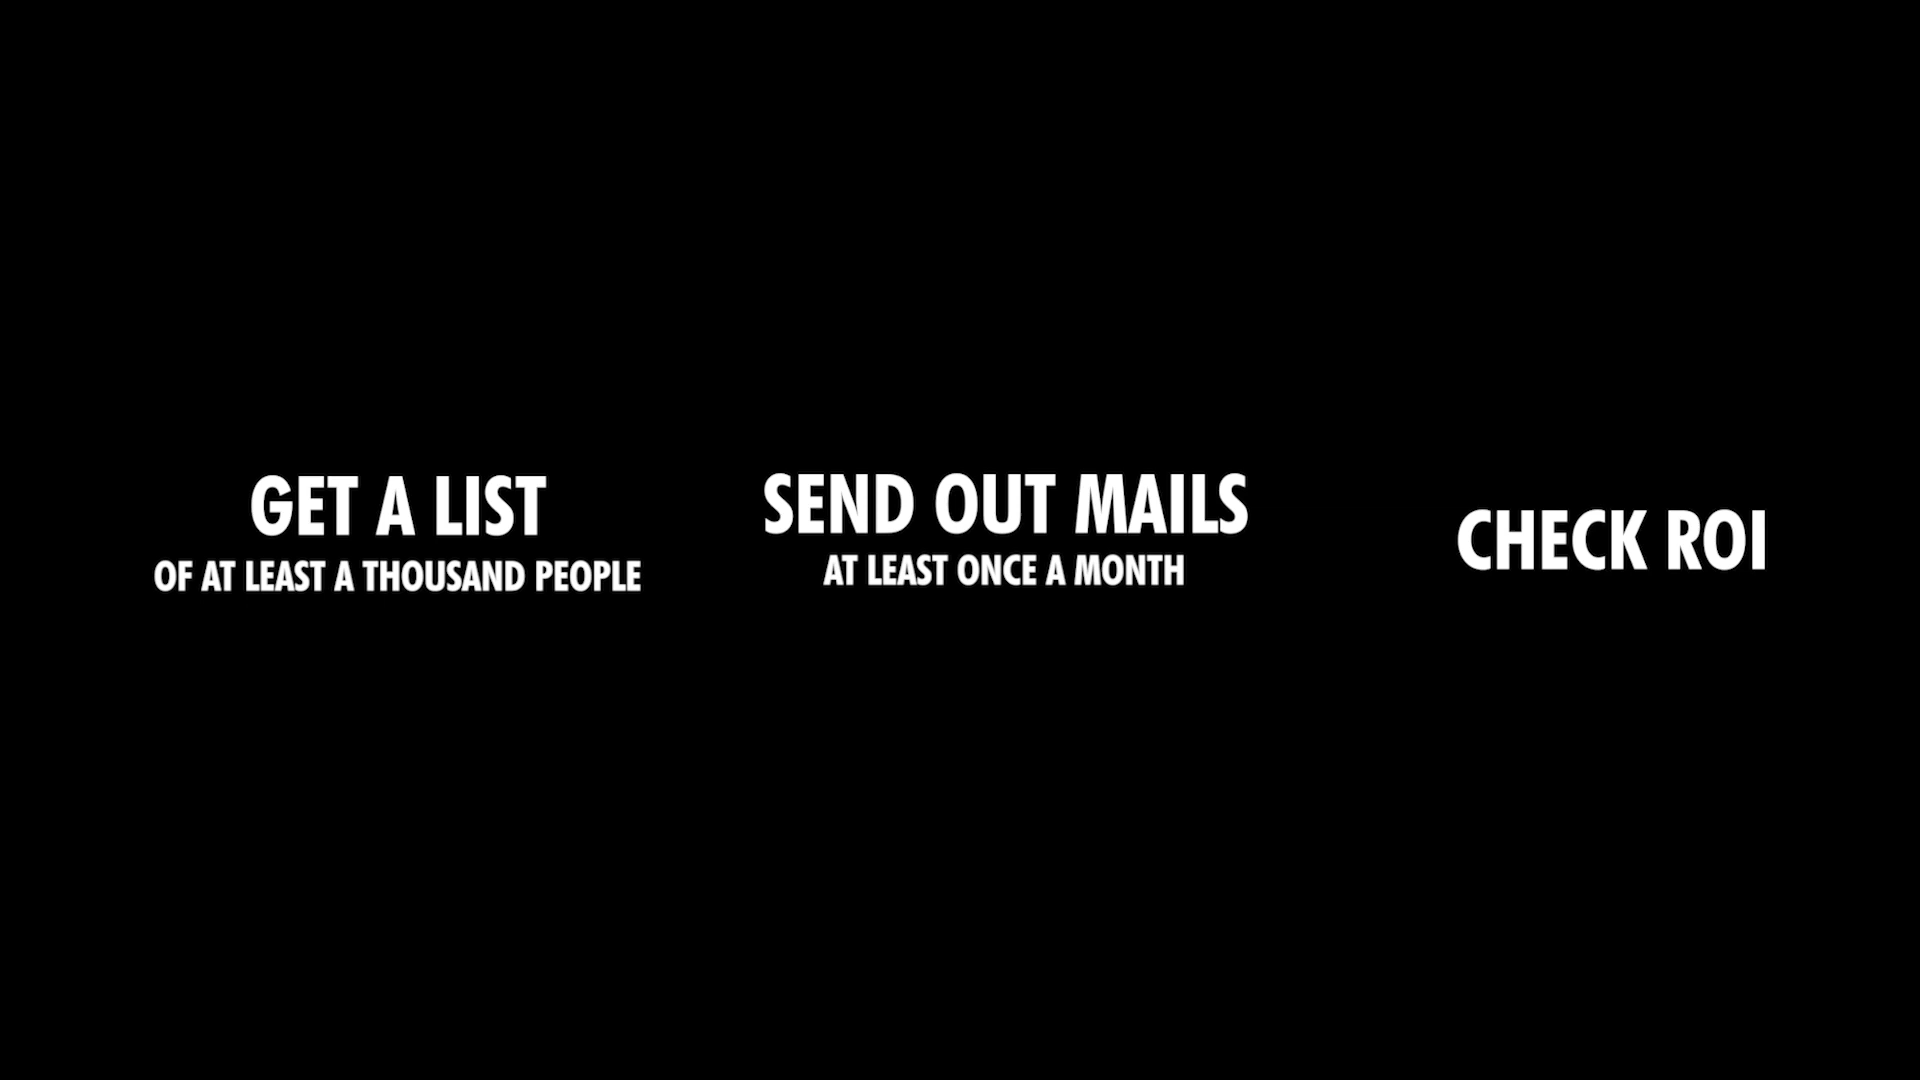 GET A LIST
OF AT LEAST A THOUSAND PEOPLE
SEND OUT MAILS
AT LEAST ONCE A MONTH
CHECK ROI